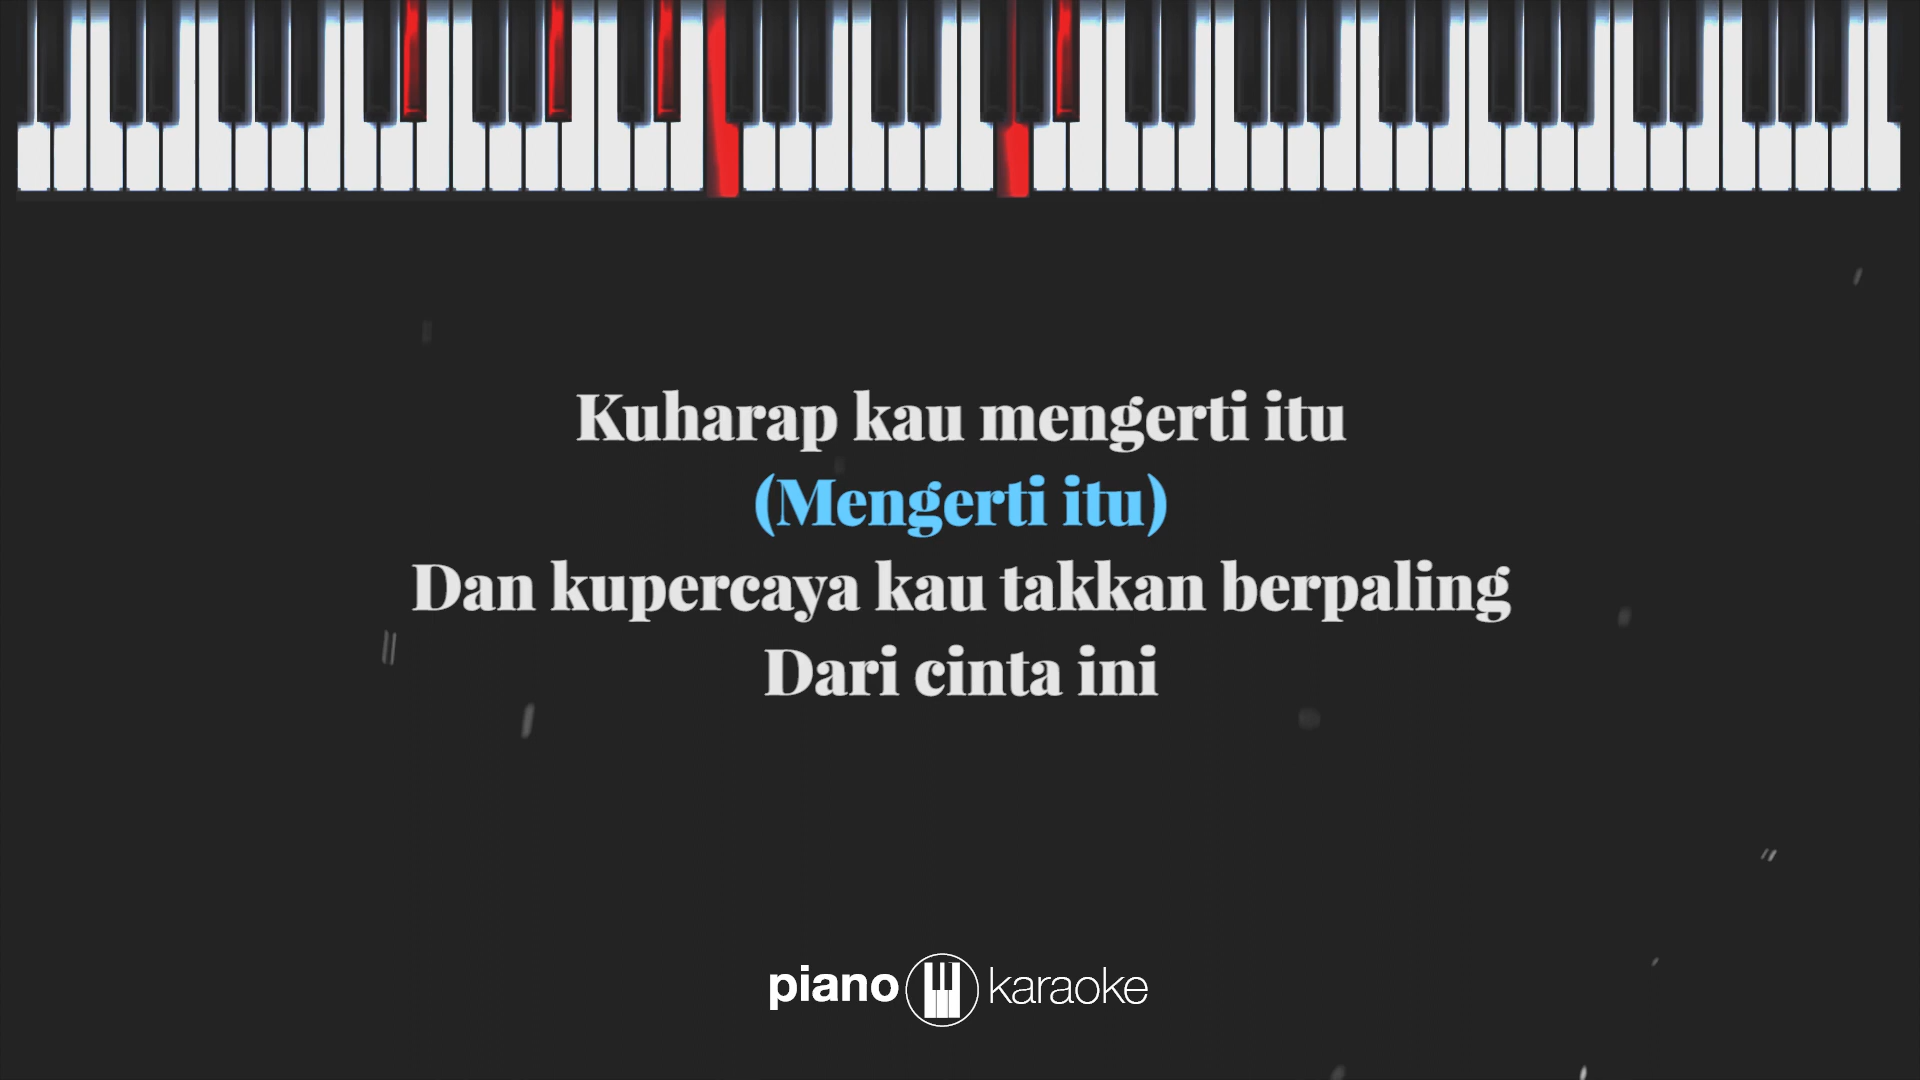 Kuharap kau mengerti itu
(Mengerti itu)
Dan kupercaya kau takkan berpaling
Dari cinta ini
piano karaoke